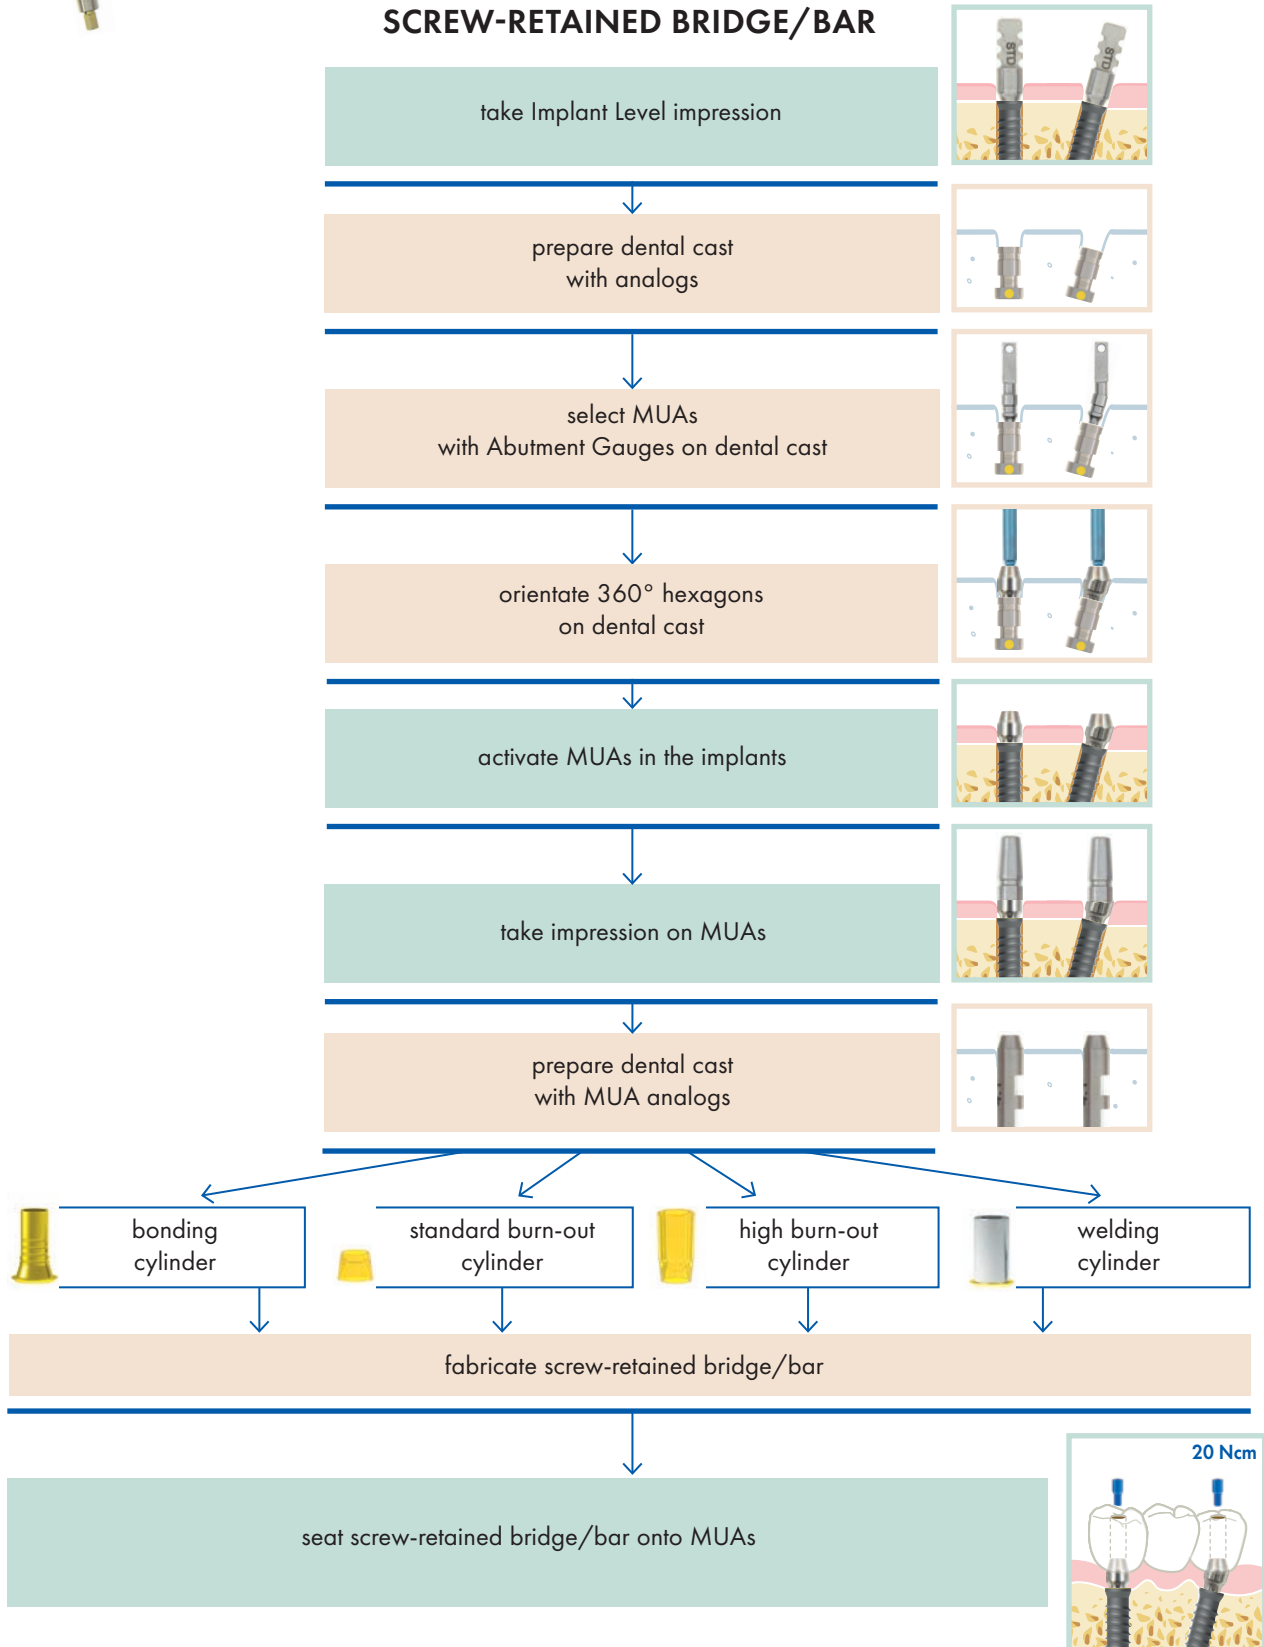 SCREW-RETAINED BRIDGE/BAR
take Implant Level impression
STD
STD
prepare dental cast
with analogs
select MUAs
with Abutment Gauges on dental cast
orientate 360° hexagons
on dental cast
activate MUAs in the implants
take impression on MUAs
prepare dental cast
with MUA analogs
bonding
cylinder
standard burn-out
cylinder
high burn-out
cylinder
welding
cylinder
fabricate screw-retained bridge/bar
20 Ncm
seat screw-retained bridge/bar onto MUAs